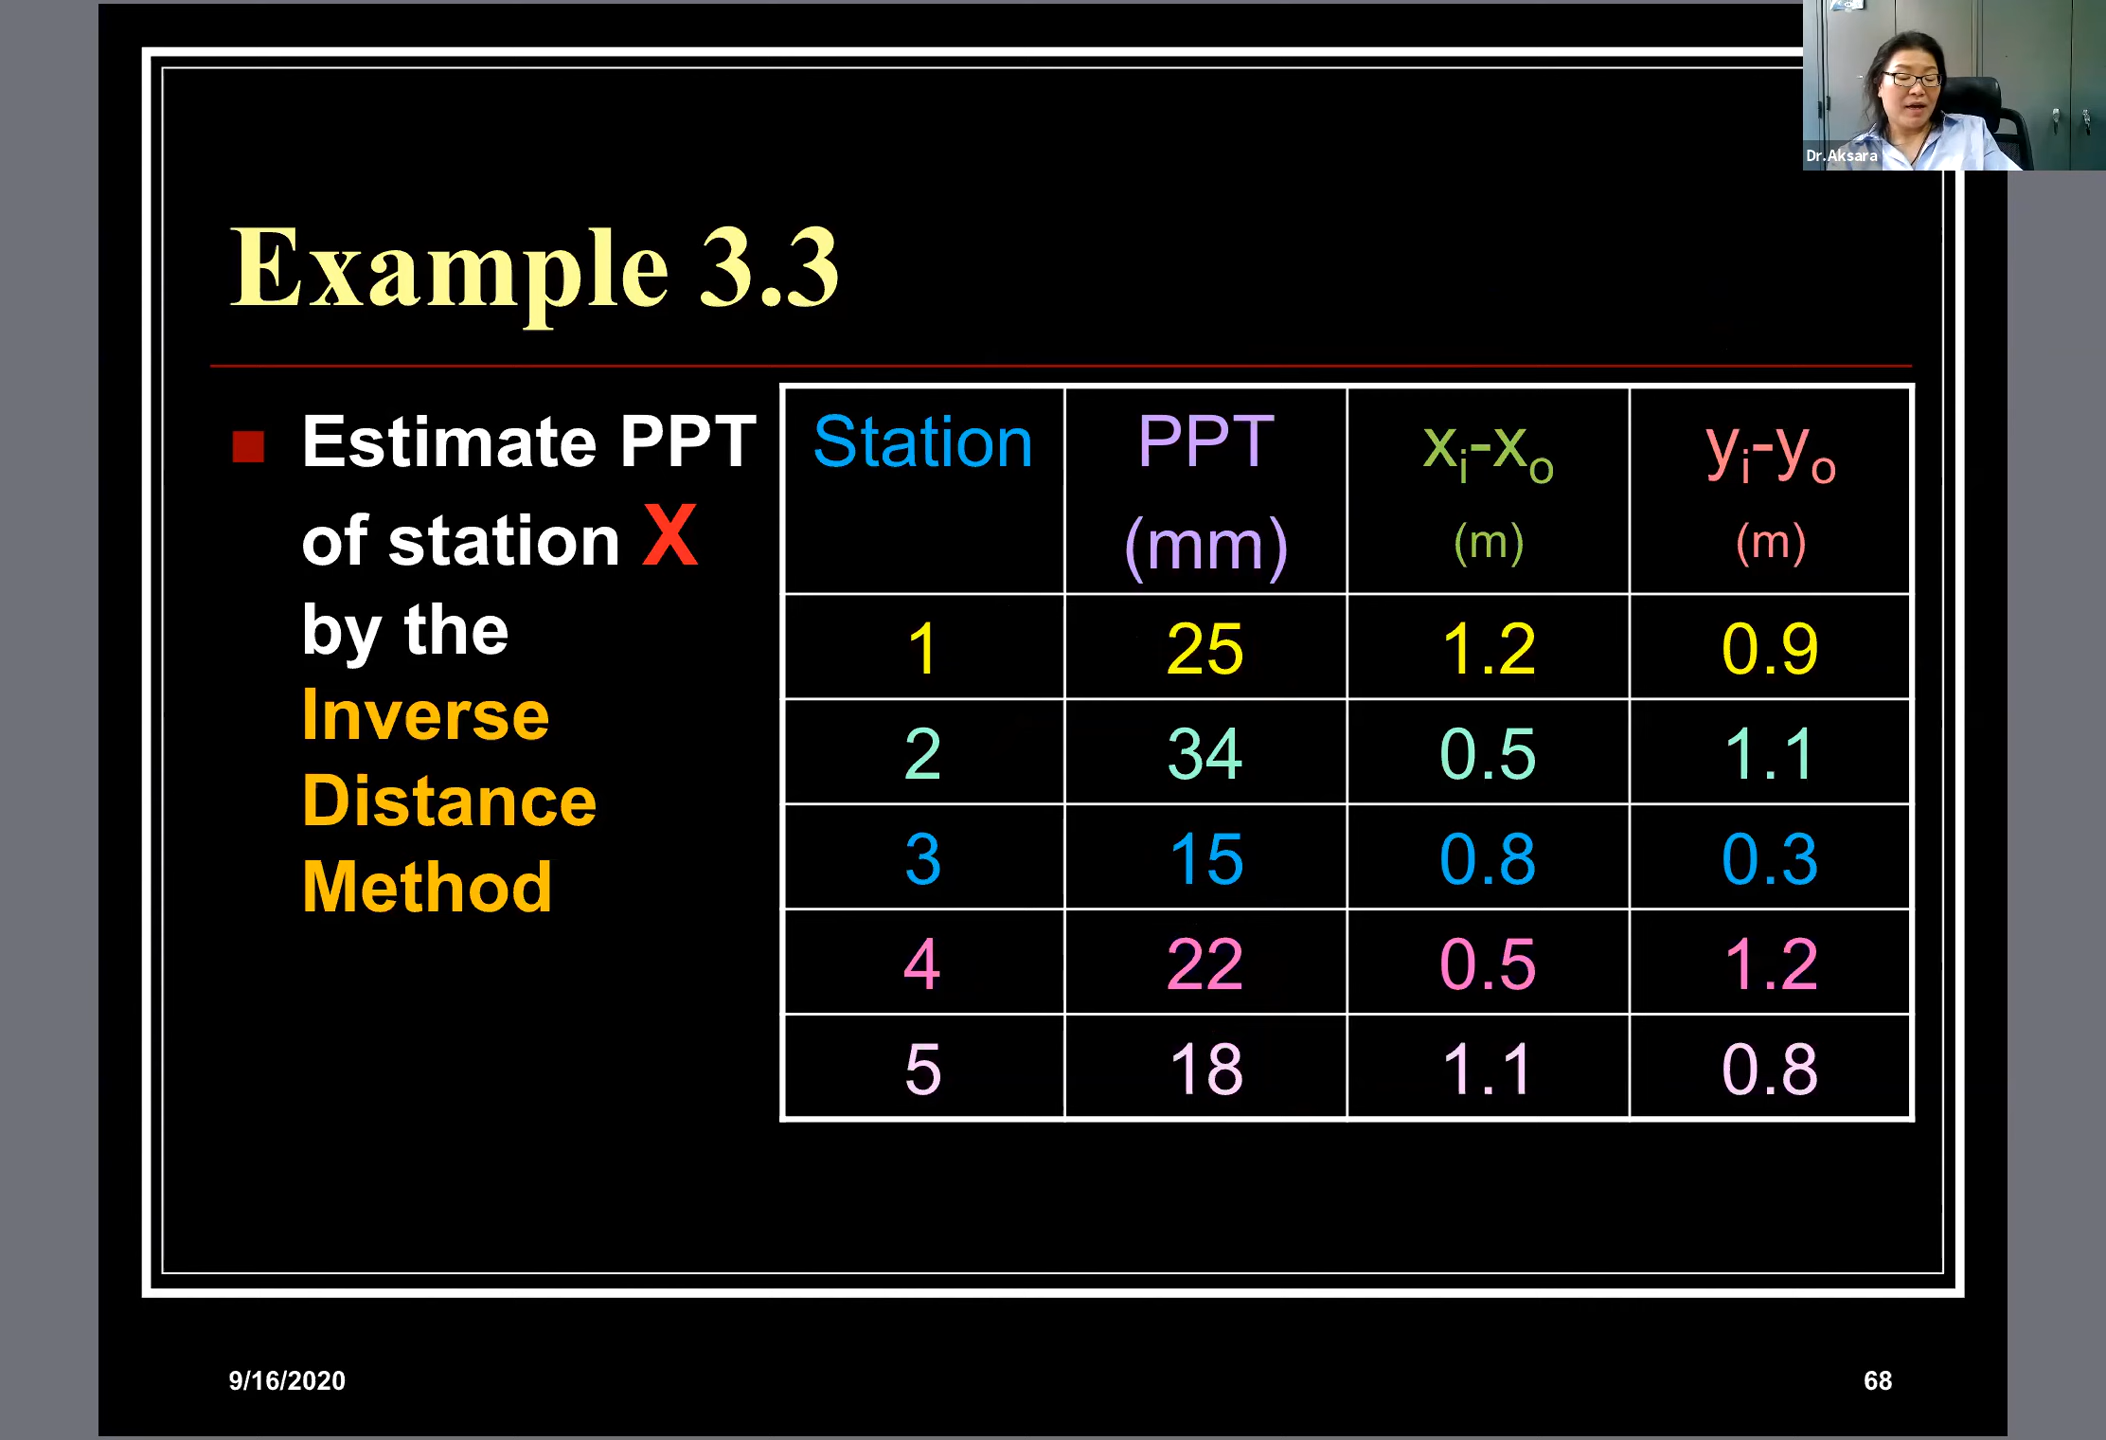 Dr.Aksara
Example 3.3
Estimate PPT
of station X
by the
Inverse
Distance
Method
Station PPT (mm) xi-xo (m) yi-yo (m)
1 25 1.2 0.9
2 34 0.5 1.1
3 15 0.8 0.3
4 22 0.5 1.2
5 18 1.1 0.8
9/16/2020 68